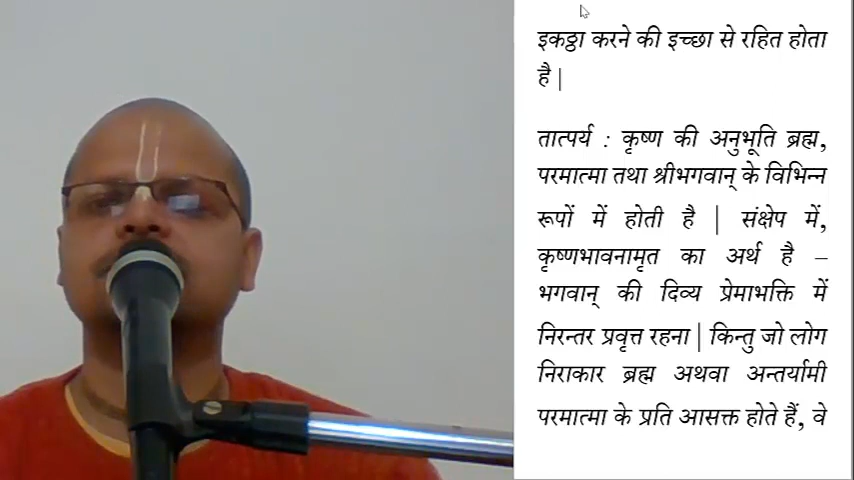 इकठ्ठा करने की इच्छा से रहित होता
है |
तात्पर्य : कृष्ण की अनुभूति ब्रह्म,
परमात्मा तथा श्रीभगवान् के विभिन्न
रूपों में होती है | संक्षेप में,
कृष्णभावनामृत का अर्थ है –
भगवान् की दिव्य प्रेमाभक्ति में
निरन्तर प्रवृत्त रहना | किन्तु जो लोग
निराकार ब्रह्म अथवा अन्तर्यामी
परमात्मा के प्रति आसक्त होते हैं, वे